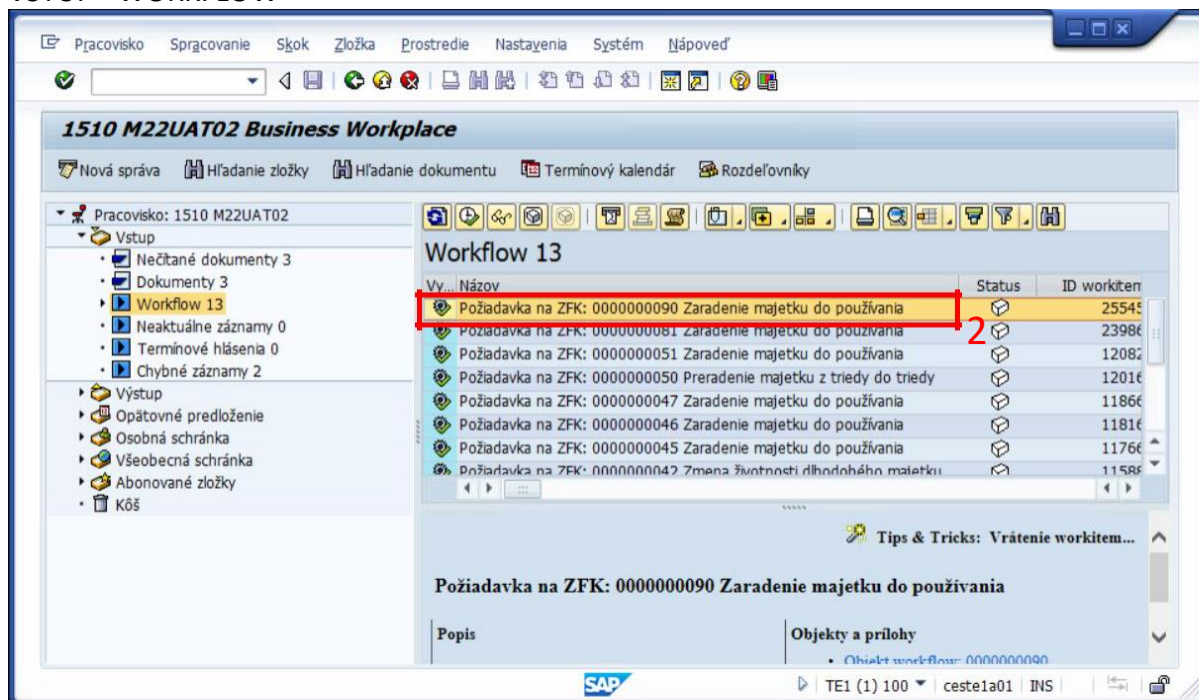 VSTUP - WORKFLOW
Pracovisko Spracovanie Skok Zložka Prostredie Nastavenia Systém Nápoveď
1510 M22UAT02 Business Workplace
Nová správa Hľadanie zložky Hľadanie dokumentu Termínový kalendár Rozdeľovníky
Pracovisko: 1510 M22UAT02
Vstup
Nečítané dokumenty 3
Dokumenty 3
Workflow 13
Neaktuálne záznamy 0
Termínové hlásenia 0
Chybné záznamy 2
Výstup
Opätovné predloženie
Osobná schránka
Všeobecná schránka
Abonované zložky
Kôš
Workflow 13
Vy... Názov Status ID workitem
Požiadavka na ZFK: 0000000090 Zaradenie majetku do používania 25545
2
Požiadavka na ZFK: 0000000081 Zaradenie majetku do používania 23986
Požiadavka na ZFK: 0000000051 Zaradenie majetku do používania 12082
Požiadavka na ZFK: 0000000050 Preradenie majetku z triedy do triedy 12016
Požiadavka na ZFK: 0000000047 Zaradenie majetku do používania 11866
Požiadavka na ZFK: 0000000046 Zaradenie majetku do používania 11816
Požiadavka na ZFK: 0000000045 Zaradenie majetku do používania 11766
Požiadavka na ZFK: 0000000042 Zmena životnosti dlhodobého majetku 11588
Tips & Tricks: Vrátenie workitem...
Požiadavka na ZFK: 0000000090 Zaradenie majetku do používania
Popis Objekty a prílohy
Objekt workflow: 0000000090
SAP TE1 (1) 100 ceste1a01 INS